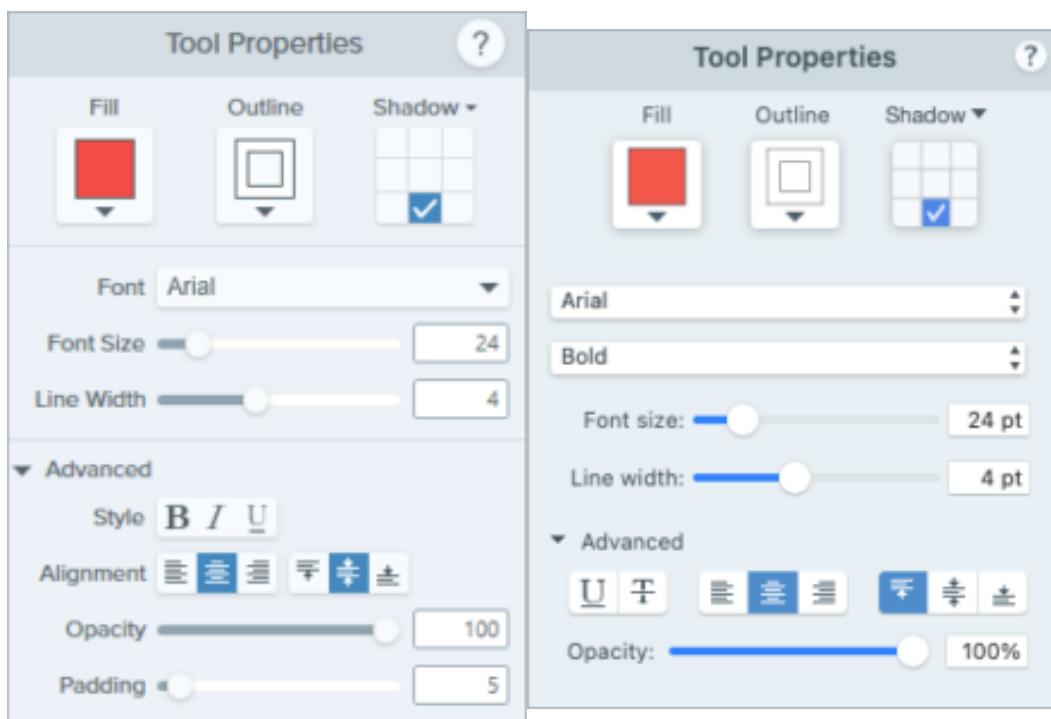 Tool Properties ?
Fill Outline Shadow
Font Arial
Font Size 24
Line Width 4
Advanced
Style B I U
Alignment
Opacity 100
Padding 5
Tool Properties ?
Fill Outline Shadow
Arial
Bold
Font size: 24 pt
Line width: 4 pt
Advanced
U T
Opacity: 100%